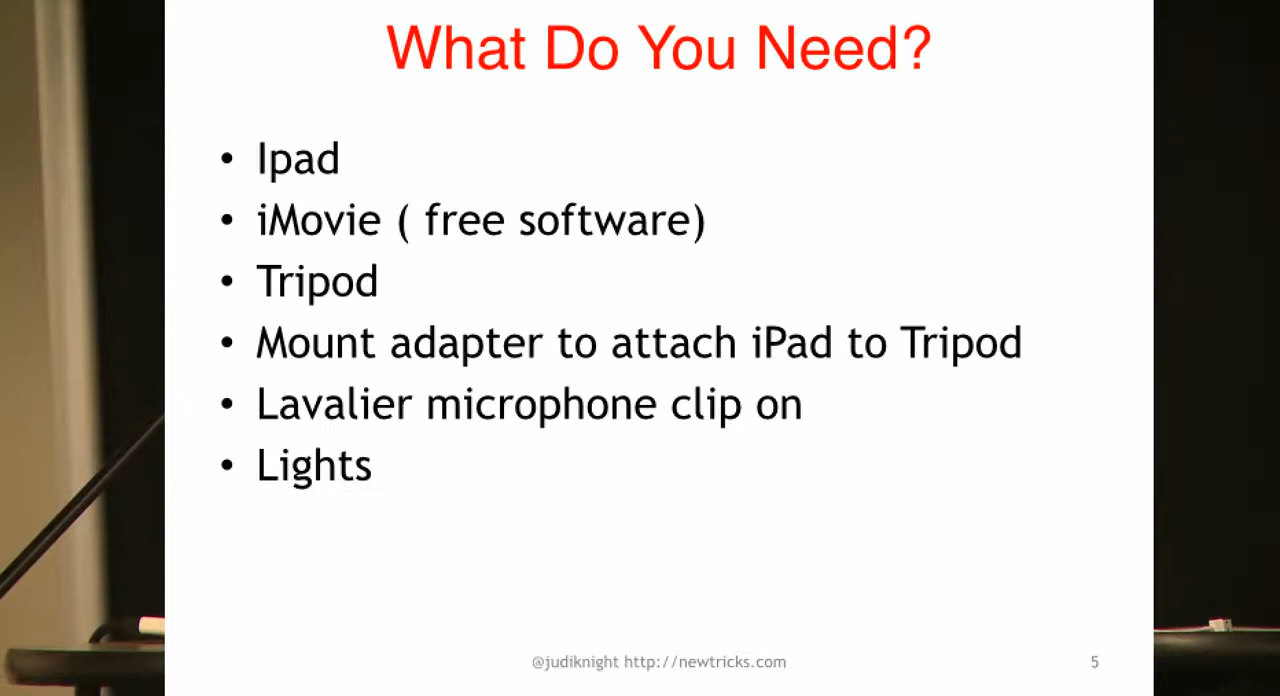 What Do You Need?
• Ipad
• iMovie ( free software)
• Tripod
• Mount adapter to attach iPad to Tripod
• Lavalier microphone clip on
• Lights
@judiknight http://newtricks.com
5